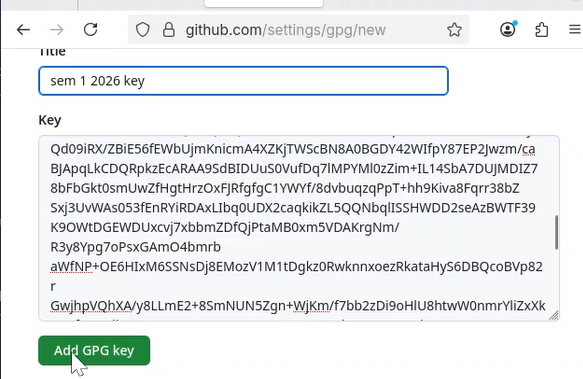 github.com/settings/gpg/new
Title
sem 1 2026 key
Key
Qd09iRX/ZBiE56fEWbUjmKnicmA4XZKjTWScBN8A0BGDY42WIfpY87EP2Jwzm/ca
BJApqLkCDQRpkzEcARAA9SdBIDUuS0VufDq7lMPYMl0zZim+IL14SbA7DUJMDIZ7
8bFbGkt0smUwZfHgtHrzOxFJRfgfgC1YWYf/8dvbuqzqPpT+hh9Kiva8Fqrr38bZ
Sxj3UvWAs053fEnRYiRDAxLIbq0UDX2caqkikZL5QQNbqlISSHWDD2seAzBWTF39
K9OWtDGEWDUxcvj7xbbmZDfQjPtaMB0xm5VDAKrgNm/
R3y8Ypg7oPsxGAmO4bmrb
aWfNP+OE6HIxM6SSNsDj8EMozV1M1tDgkz0RwknnxoezRkataHyS6DBQcoBVp82
r
GwjhpVQhXA/y8LLmE2+8SmNUN5Zgn+WjKm/f7bb2zDi9oHlU8htwW0nmrYliZxXk
Add GPG key